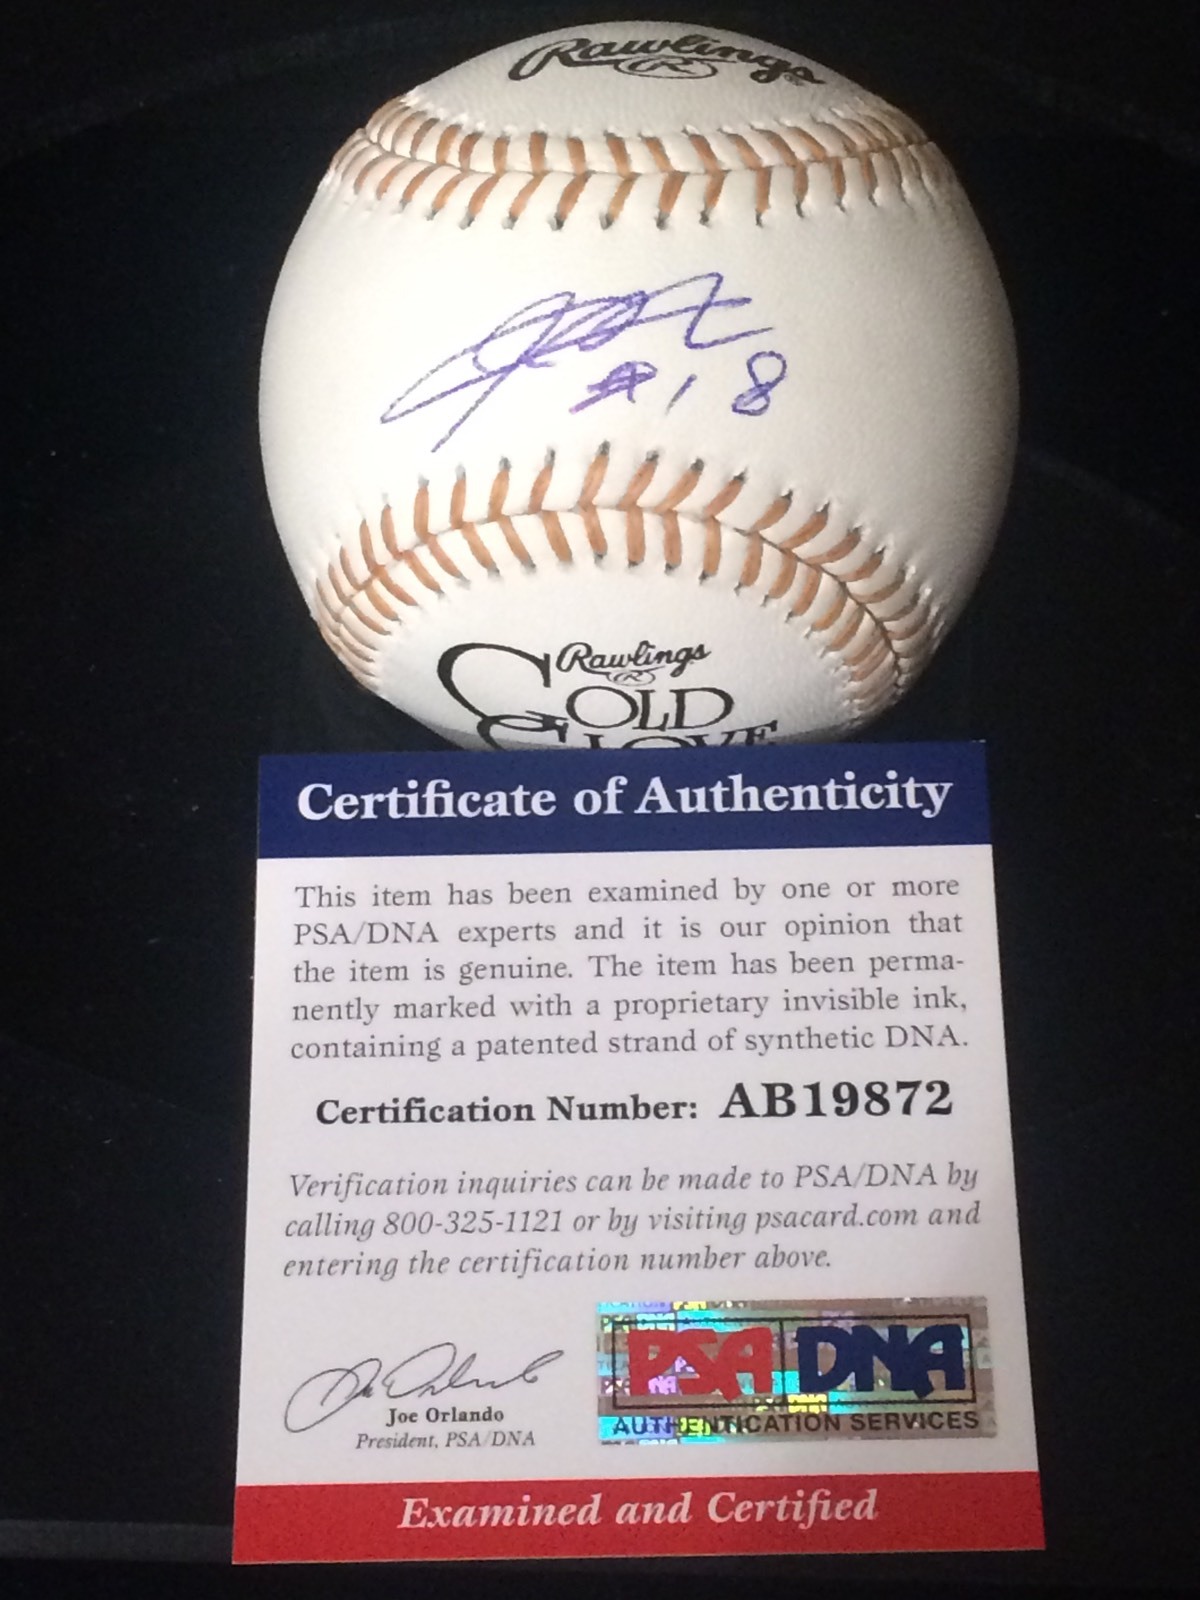 Rawlings
R
#18
Rawlings
R
GOLD
GLOVE
Certificate of Authenticity
This item has been examined by one or more
PSA/DNA experts and it is our opinion that
the item is genuine. The item has been perma-
nently marked with a proprietary invisible ink,
containing a patented strand of synthetic DNA.
Certification Number: AB19872
Verification inquiries can be made to PSA/DNA by
calling 800-325-1121 or by visiting psacard.com and
entering the certification number above.
Joe Orlando
Joe Orlando
President, PSA/DNA
PSA DNA
AUTHENTICATION SERVICES
Examined and Certified